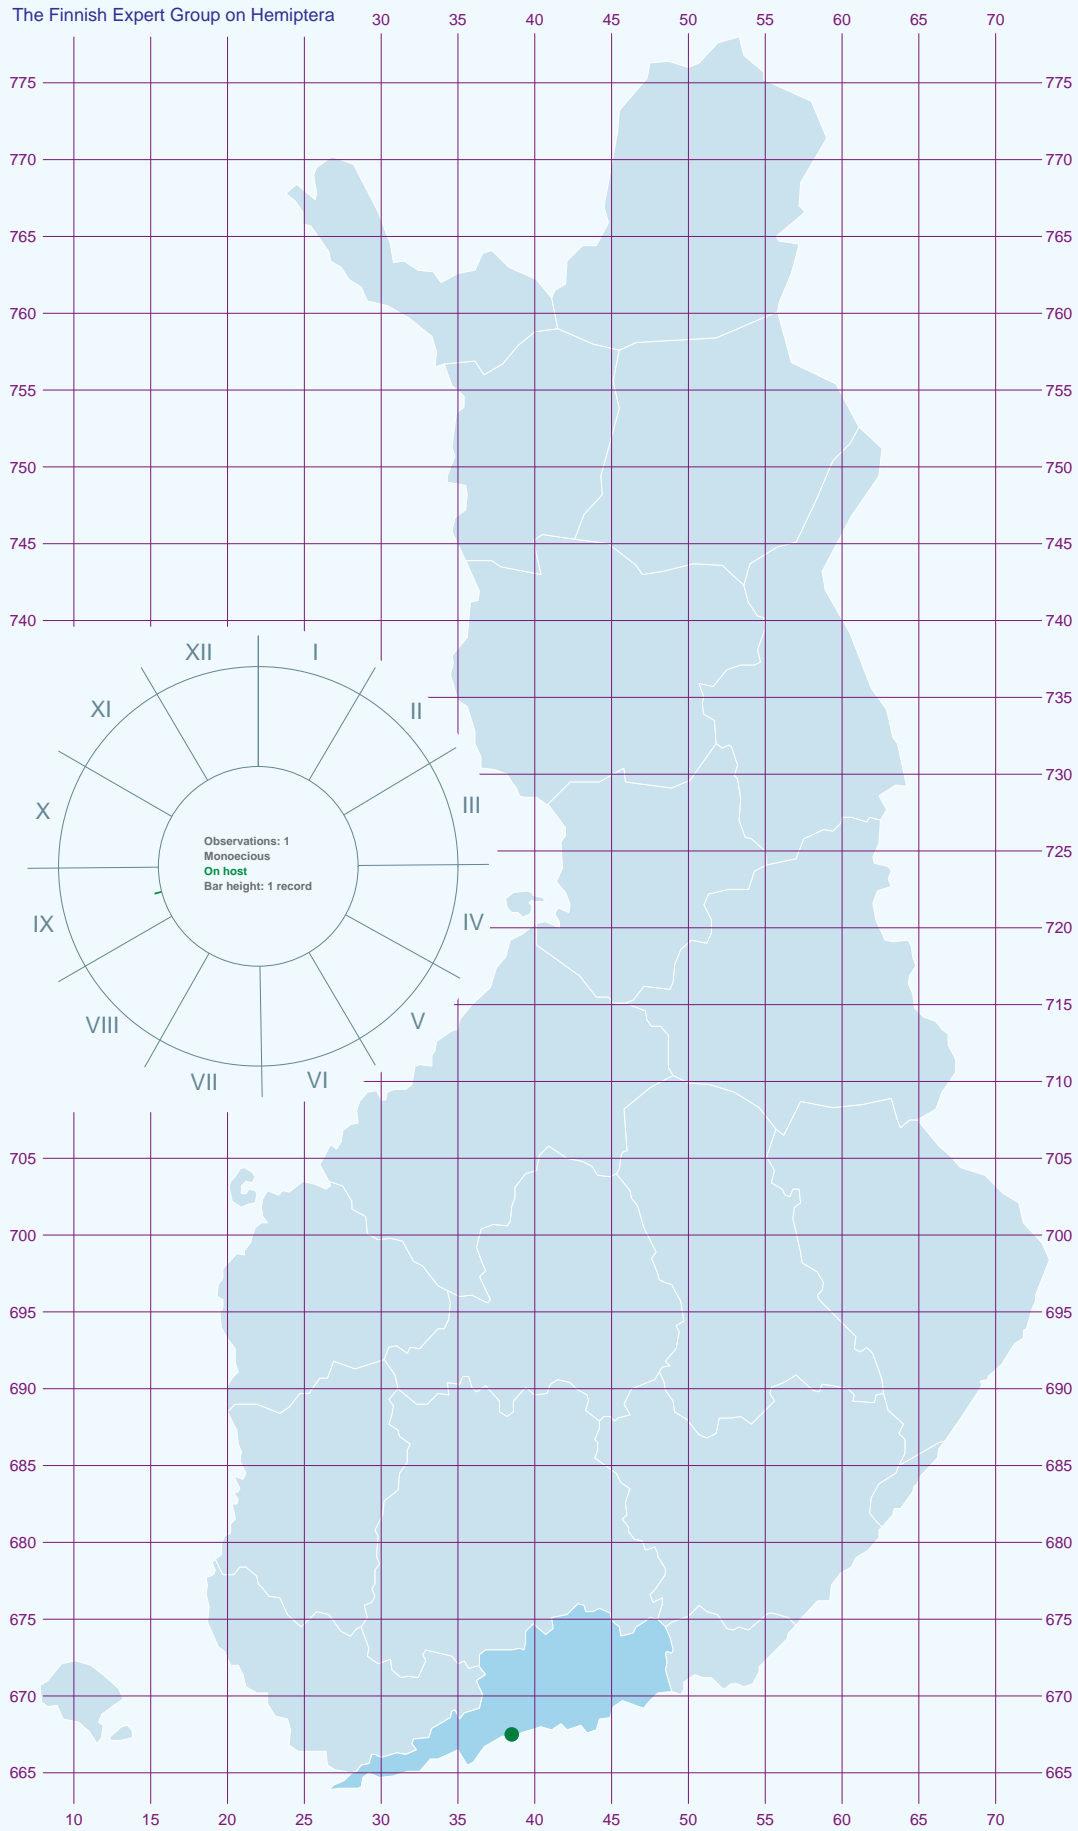 The Finnish Expert Group on Hemiptera
30 35 40 45 50 55 60 65 70
775 775
770 770
765 765
760 760
755 755
750 750
745 745
740 740
XII I
XI II
735
730
X III
Observations: 1
Monoecious
On host
Bar height: 1 record
725
IX IV
720
715
VIII V
VII VI
710
705 705
700 700
695 695
690 690
685 685
680 680
675 675
670 670
665 665
10 15 20 25 30 35 40 45 50 55 60 65 70